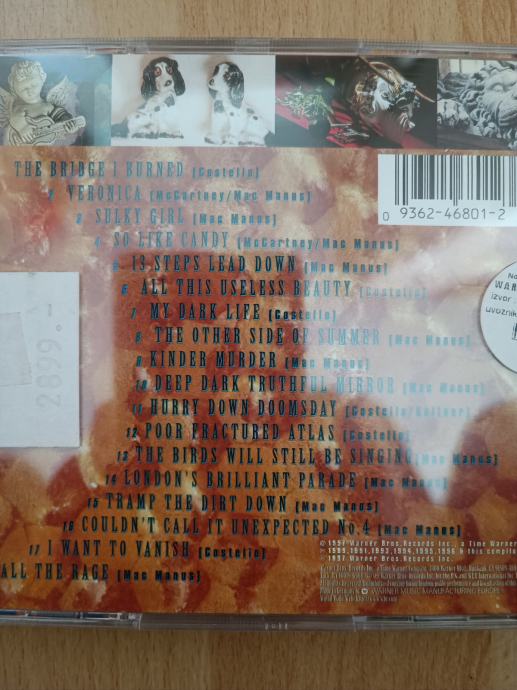 THE BRIDGE I BURNED [Costello]
2 VERONICA [McCartney/Mac Manus]
3 SULKY GIRL [Mac Manus]
4 SO LIKE CANDY [McCartney/Mac Manus]
5 13 STEPS LEAD DOWN [Mac Manus]
6 ALL THIS USELESS BEAUTY [Costello]
7 MY DARK LIFE [Costello]
8 THE OTHER SIDE OF SUMMER [Mac Manus]
9 KINDER MURDER [Mac Manus]
10 DEEP DARK TRUTHFUL MIRROR [Mac Manus]
11 HURRY DOWN DOOMSDAY [Costello/Keltner]
12 POOR FRACTURED ATLAS [Costello]
13 THE BIRDS WILL STILL BE SINGING [Mac Manus]
14 LONDON'S BRILLIANT PARADE [Mac Manus]
15 TRAMP THE DIRT DOWN [Mac Manus]
16 COULDN'T CALL IT UNEXPECTED No.4 [Mac Manus]
17 I WANT TO VANISH [Costello]
ALL THE RAGE [Mac Manus]
0 9362-46801-2
Na
WAR
izvor
uvoznik
2899.-
© 1997 Warner Bros. Records Inc., a Time Warner
℗ 1989, 1991, 1993, 1994, 1995, 1996 & this compila
1997 Warner Bros. Records Inc.
WARNER MUSIC MANUFACTURING EUROPE